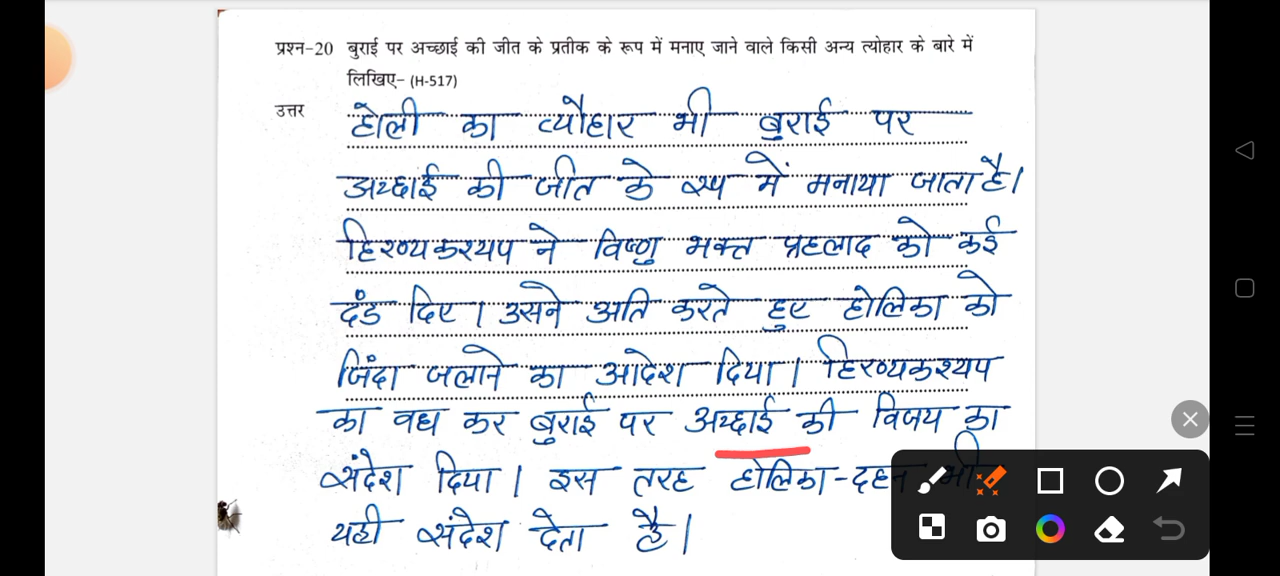 प्रश्न-20 बुराई पर अच्छाई की जीत के प्रतीक के रूप में मनाए जाने वाले किसी अन्य त्योहार के बारे में
लिखिए- (H-517)
उत्तर
होली का त्यौहार भी बुराई पर
अच्छाई की जीत के रूप में मनाया जाता है।
हिरण्यकश्यप ने विष्णु भक्त प्रहलाद को कई
दंड दिए। उसने अति करते हुए होलिका को
जिंदा जलाने का आदेश दिया। हिरण्यकश्यप
का वध कर बुराई पर अच्छाई की विजय का
संदेश दिया। इस तरह होलिका-दहन भी
यही संदेश देता है।